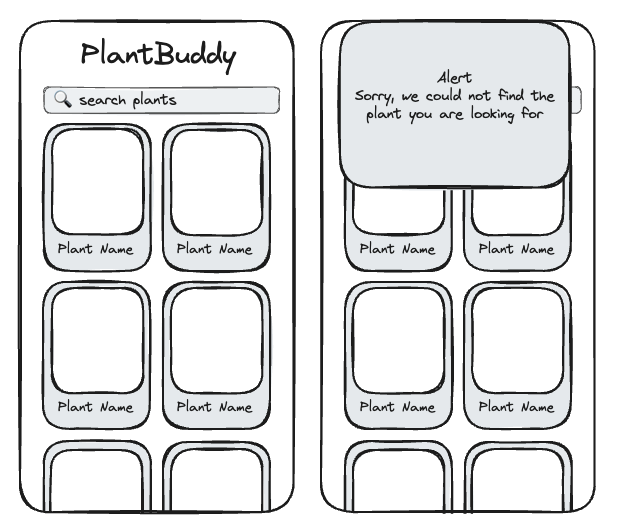 PlantBuddy
🔍 search plants
Plant Name
Plant Name
Plant Name
Plant Name
Alert
Sorry, we could not find the
plant you are looking for
Plant Name
Plant Name
Plant Name
Plant Name